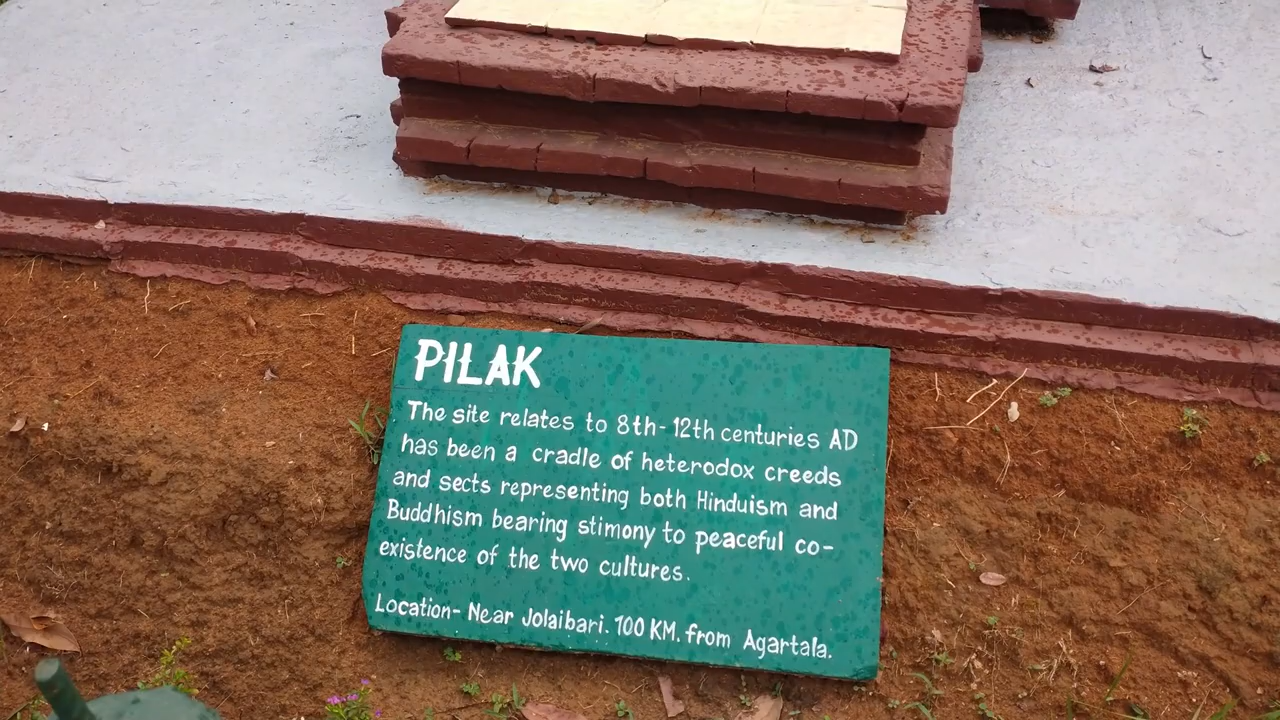 PILAK
The site relates to 8th-12th centuries AD
has been a cradle of heterodox creeds
and sects representing both Hinduism and
Buddhism bearing stimony to peaceful co-
existence of the two cultures.
Location- Near Jolaibari. 100 KM. from Agartala.